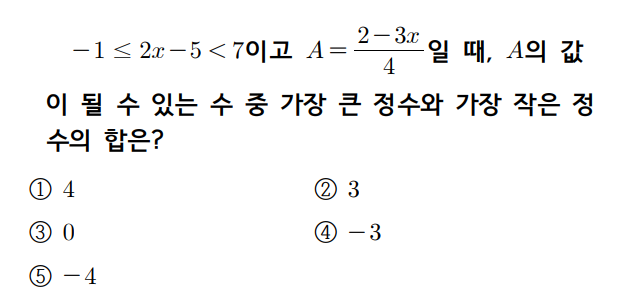 −1 ≤ 2x−5 < 7이고 A = (2−3x)/4 일 때, A의 값
이 될 수 있는 수 중 가장 큰 정수와 가장 작은 정
수의 합은?
① 4 ② 3
③ 0 ④ −3
⑤ −4